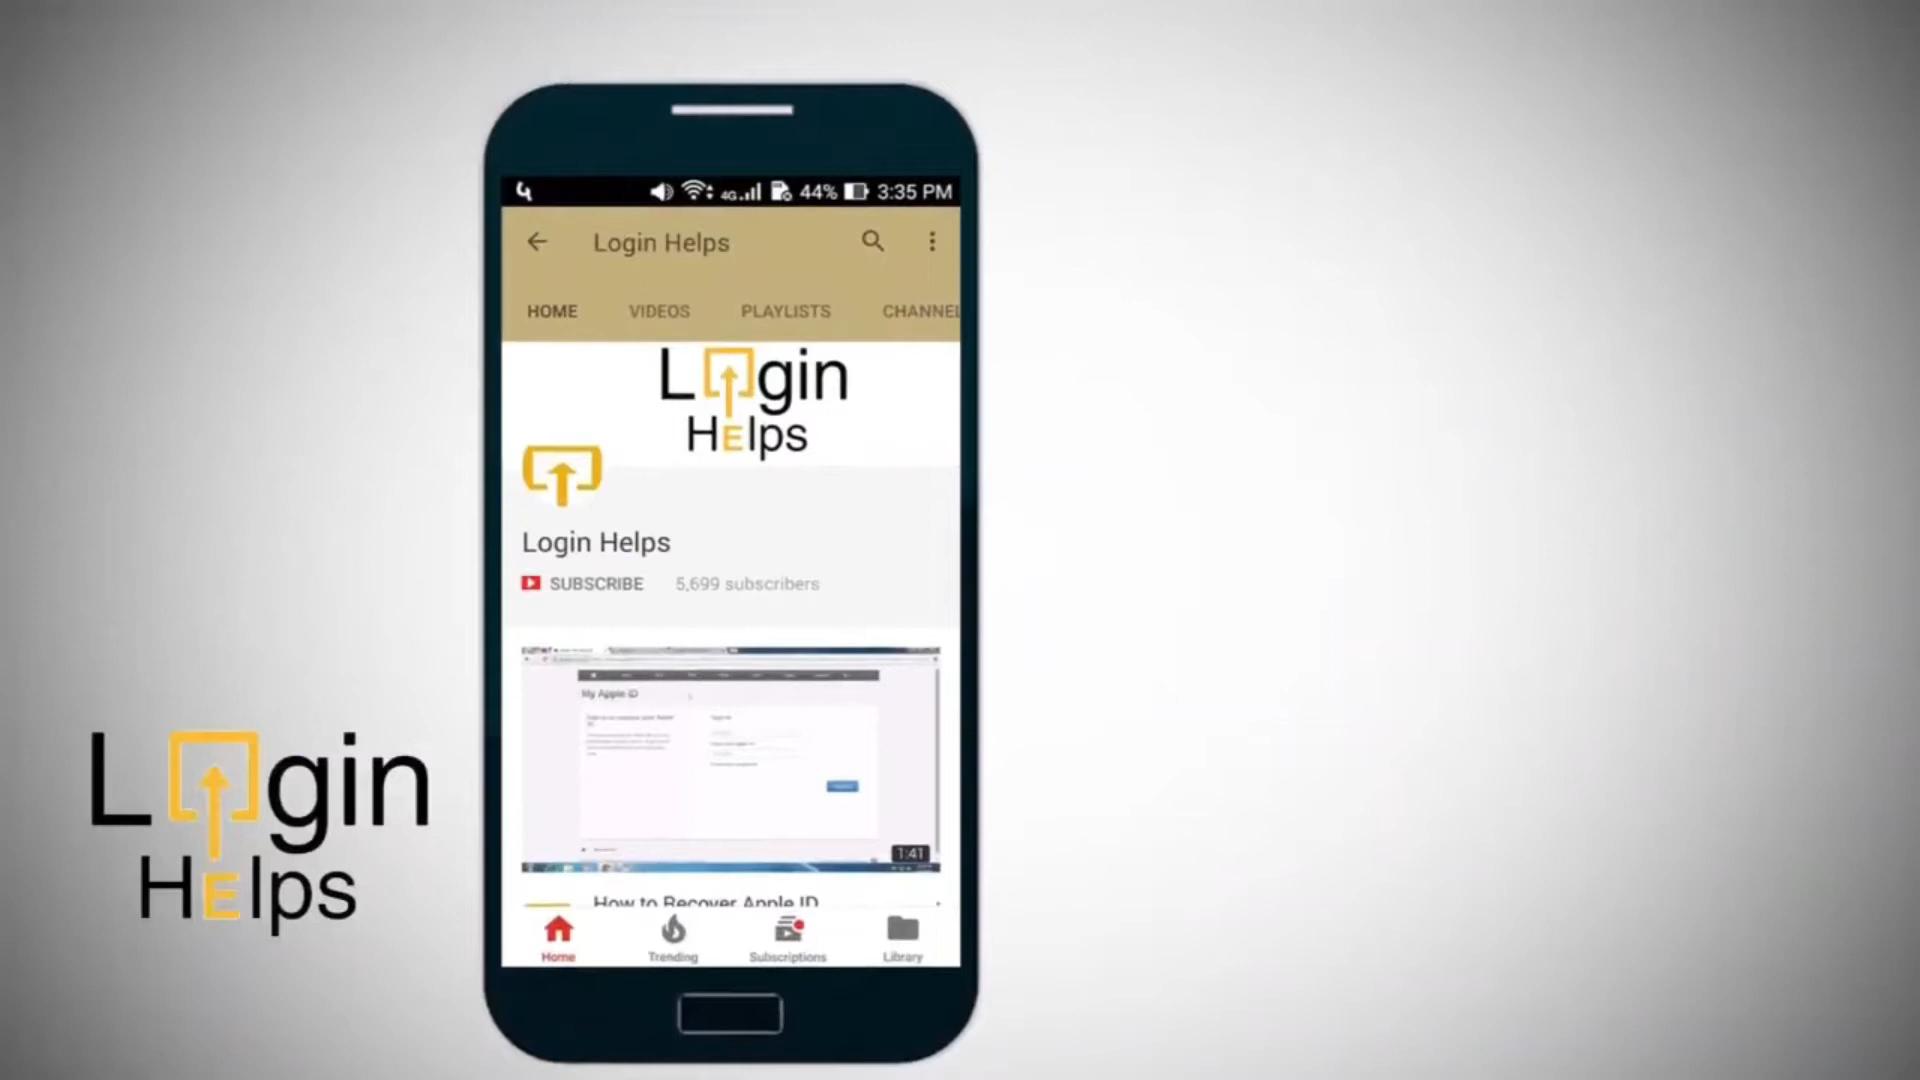 4G 44% 3:35 PM
Login Helps
HOME VIDEOS PLAYLISTS CHANNEL
Login
Helps
Login Helps
SUBSCRIBE 5,699 subscribers
My Apple ID
1:41
How to Recover Apple ID
Home Trending Subscriptions Library
Login
Helps